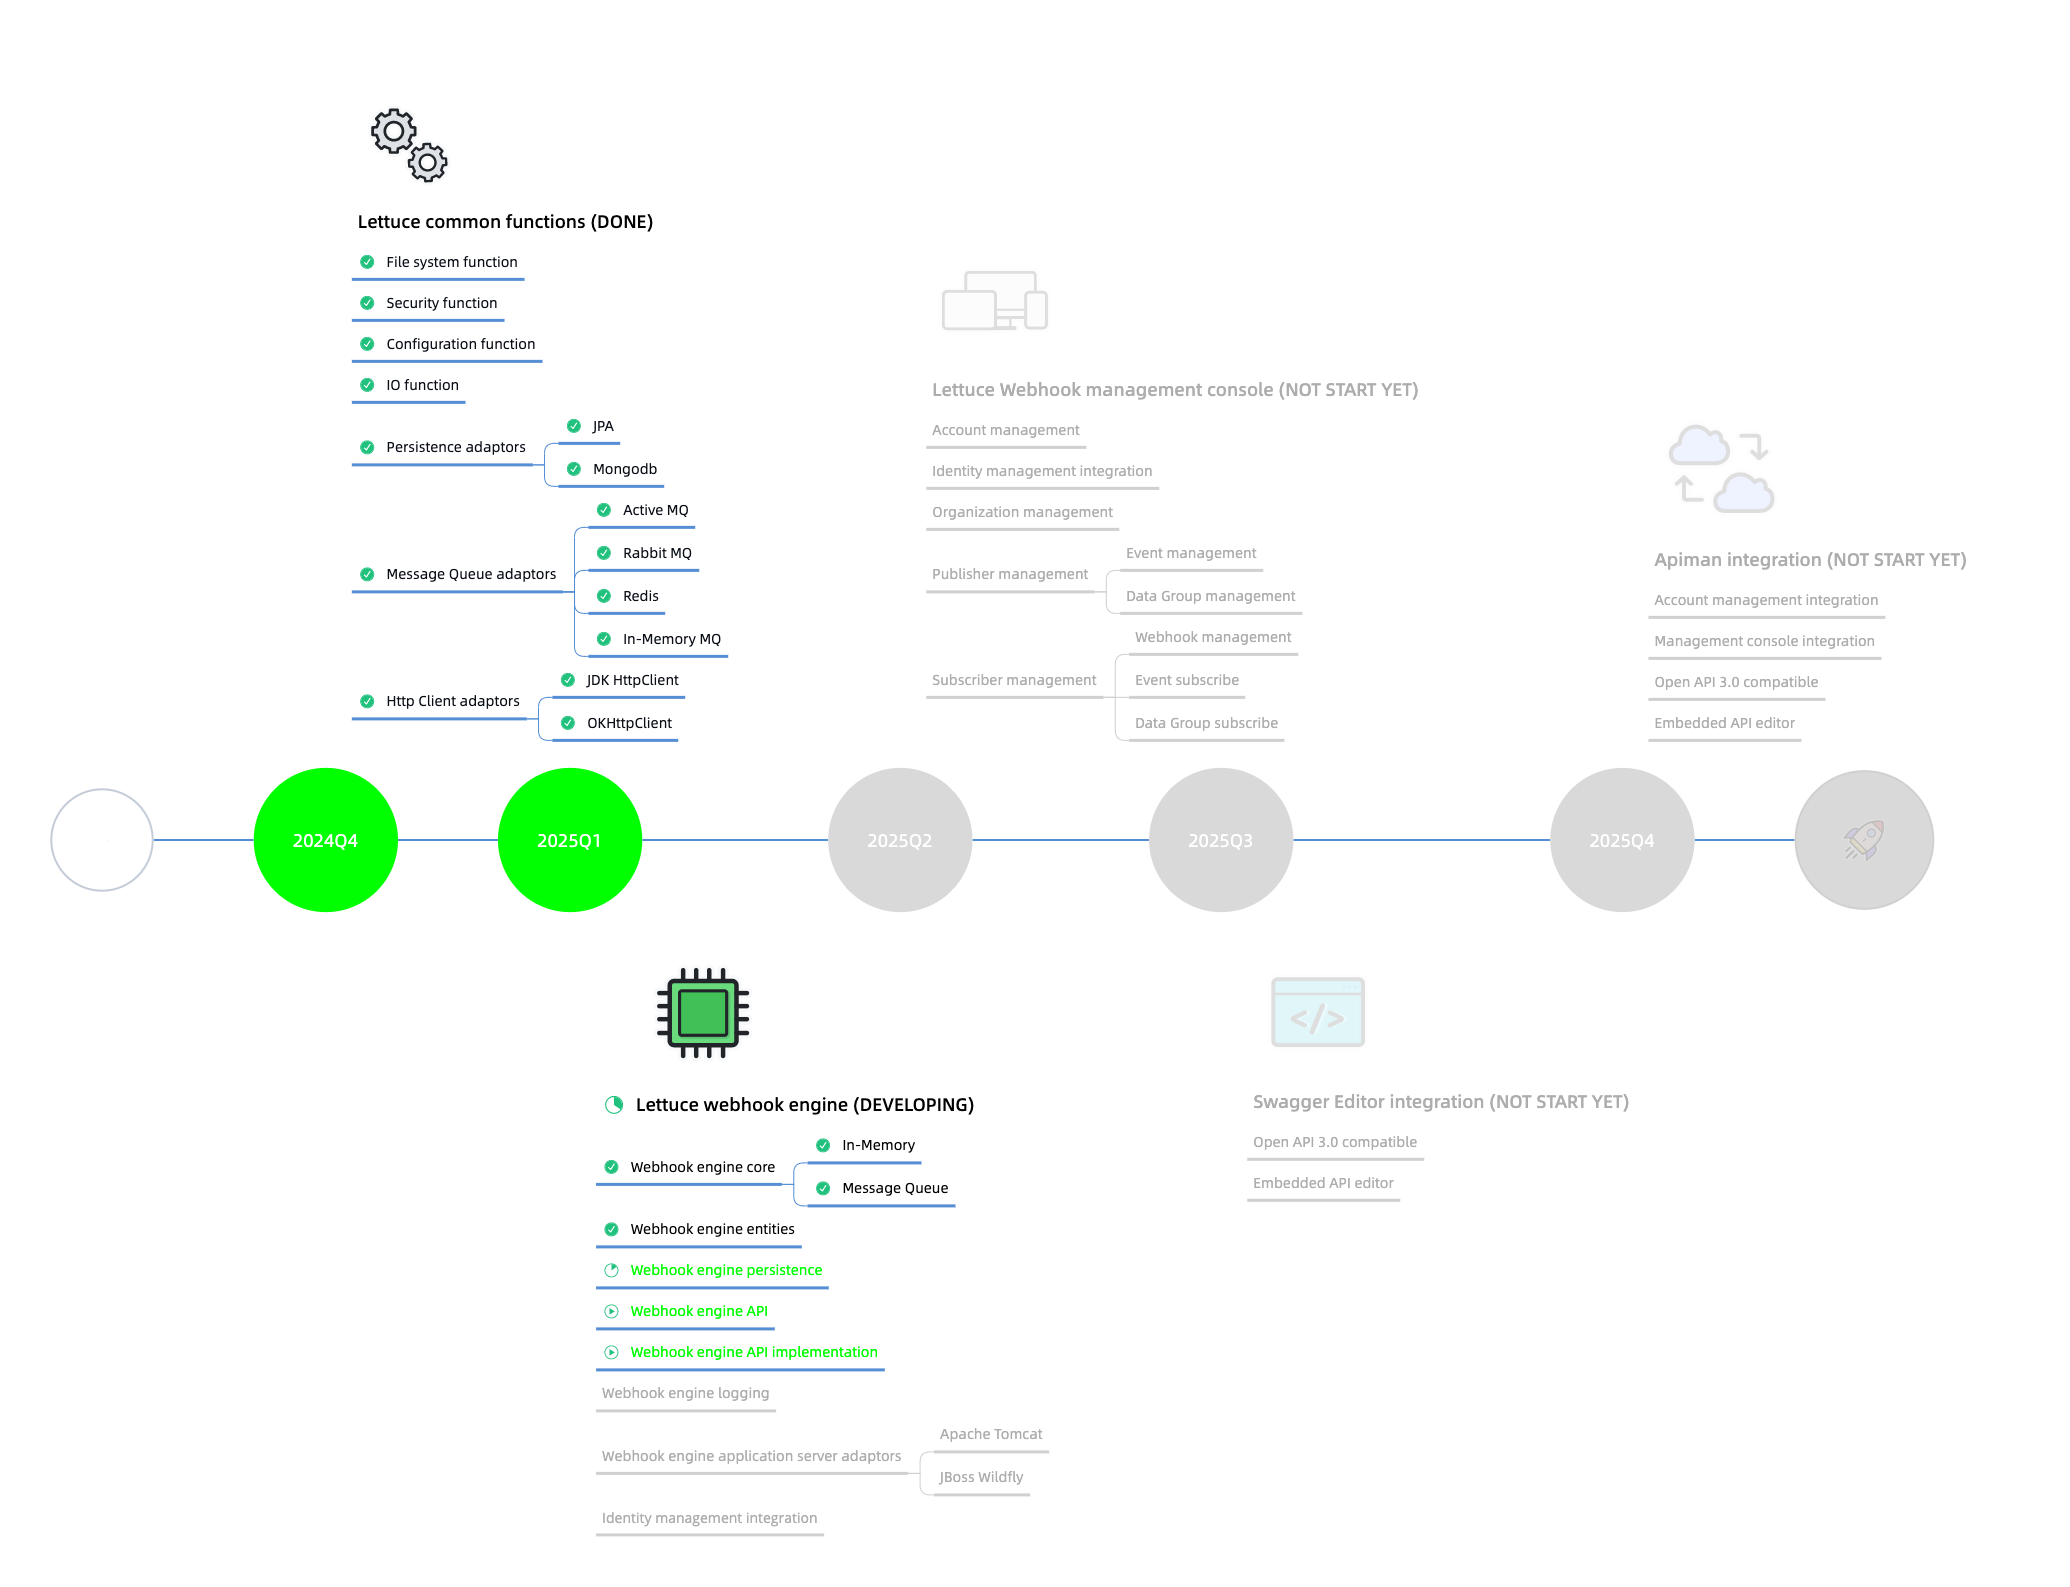 Lettuce common functions (DONE)
File system function
Security function
Configuration function
IO function
Persistence adaptors
JPA
Mongodb
Message Queue adaptors
Active MQ
Rabbit MQ
Redis
In-Memory MQ
Http Client adaptors
JDK HttpClient
OKHttpClient
Lettuce Webhook management console (NOT START YET)
Account management
Identity management integration
Organization management
Publisher management
Event management
Data Group management
Subscriber management
Webhook management
Event subscribe
Data Group subscribe
Apiman integration (NOT START YET)
Account management integration
Management console integration
Open API 3.0 compatible
Embedded API editor
2024Q4
2025Q1
2025Q2
2025Q3
2025Q4
Lettuce webhook engine (DEVELOPING)
Webhook engine core
In-Memory
Message Queue
Webhook engine entities
Webhook engine persistence
Webhook engine API
Webhook engine API implementation
Webhook engine logging
Webhook engine application server adaptors
Apache Tomcat
JBoss Wildfly
Identity management integration
Swagger Editor integration (NOT START YET)
Open API 3.0 compatible
Embedded API editor